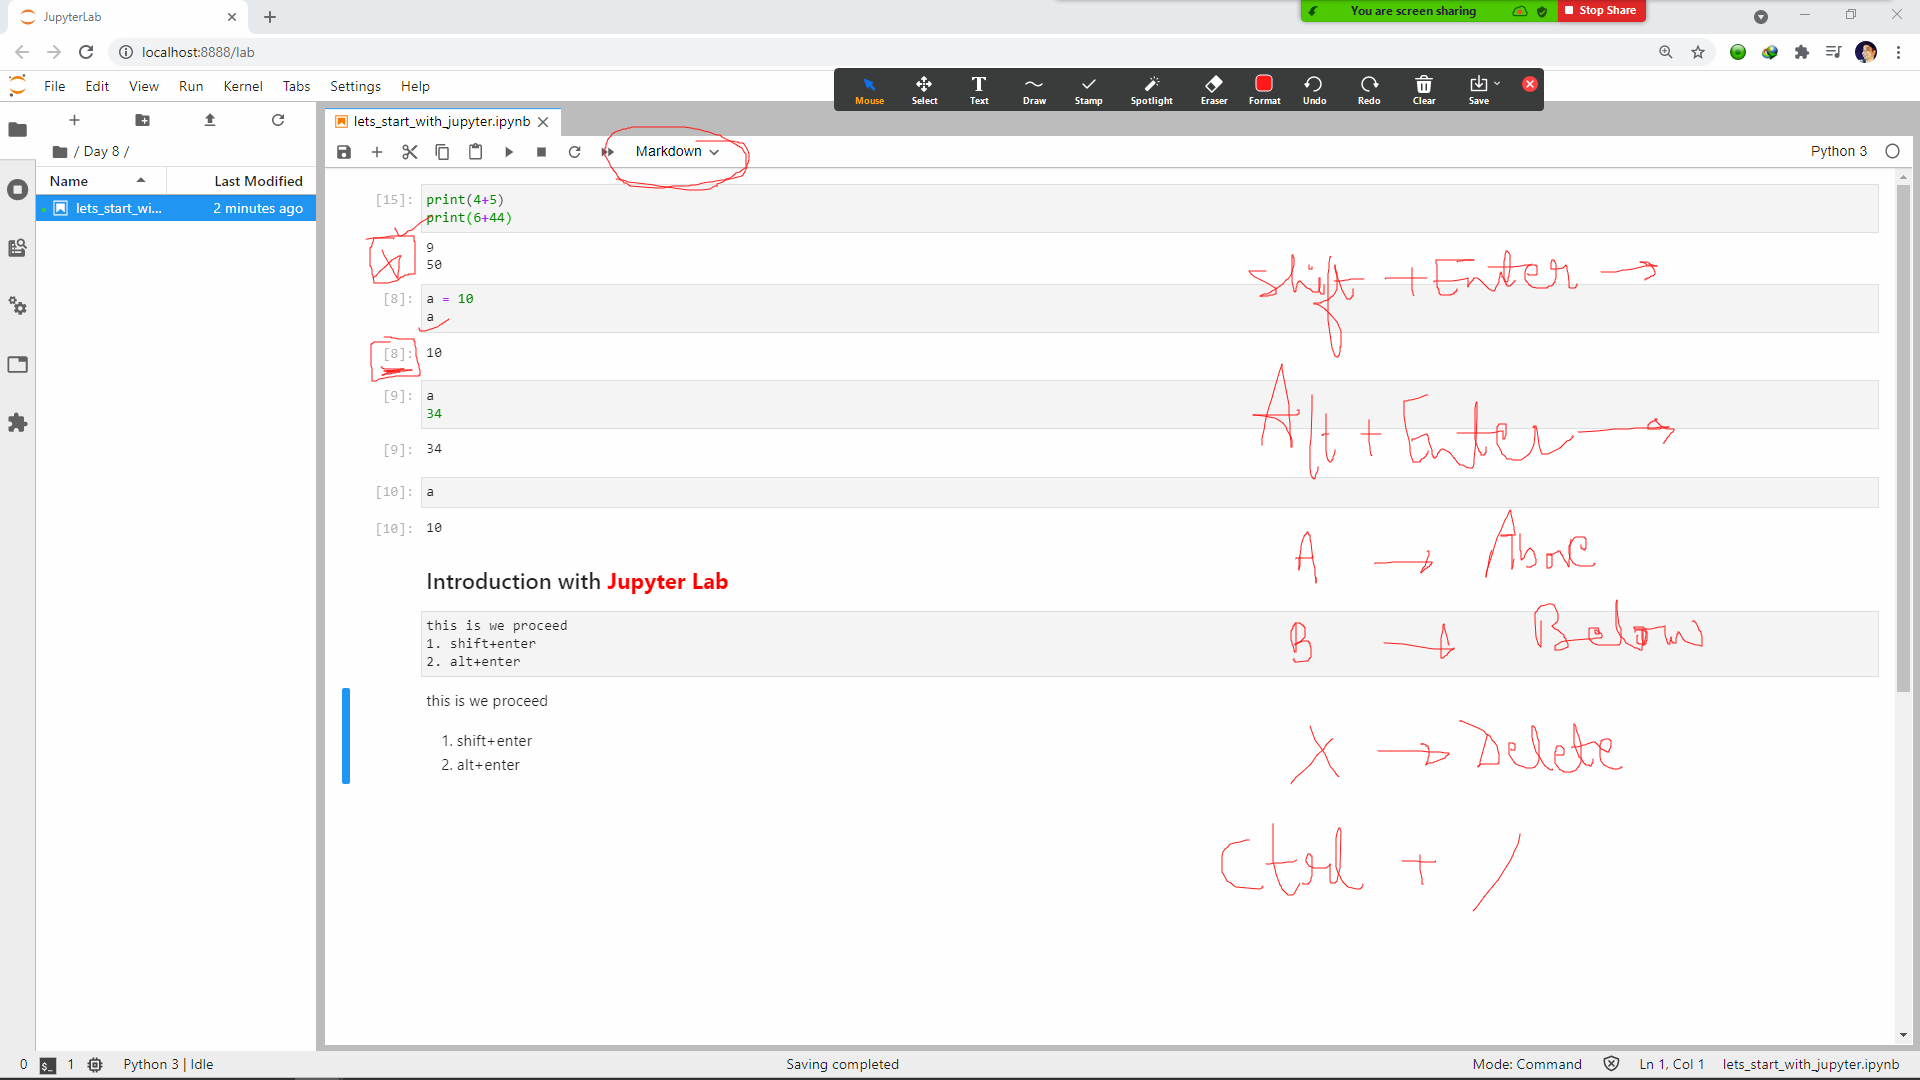 JupyterLab
You are screen sharing
Stop Share
localhost:8888/lab
File Edit View Run Kernel Tabs Settings Help
Mouse Select Text Draw Stamp Spotlight Eraser Format Undo Redo Clear Save
lets_start_with_jupyter.ipynb
/ Day 8 /
Markdown
Python 3
Name Last Modified
lets_start_wi... 2 minutes ago
[15]: print(4+5)
print(6+44)
9
50
X
Shift + Enter →
[8]: a = 10
a
[8]: 10
[9]: a
34
Alt + Enter →
[9]: 34
[10]: a
[10]: 10
A → Above
Introduction with Jupyter Lab
this is we proceed
1. shift+enter
2. alt+enter
B → Below
this is we proceed
1. shift+enter
2. alt+enter
X → Delete
Ctrl + /
0 $_ 1 Python 3 | Idle
Saving completed
Mode: Command Ln 1, Col 1 lets_start_with_jupyter.ipynb